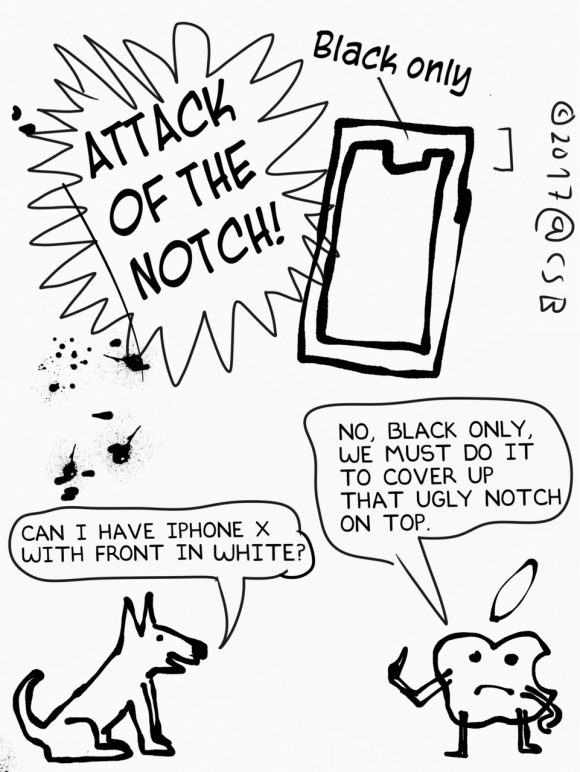 Black only
ATTACK
OF THE
NOTCH!
©2017@CSB
NO, BLACK ONLY,
WE MUST DO IT
TO COVER UP
THAT UGLY NOTCH
ON TOP.
CAN I HAVE IPHONE X
WITH FRONT IN WHITE?